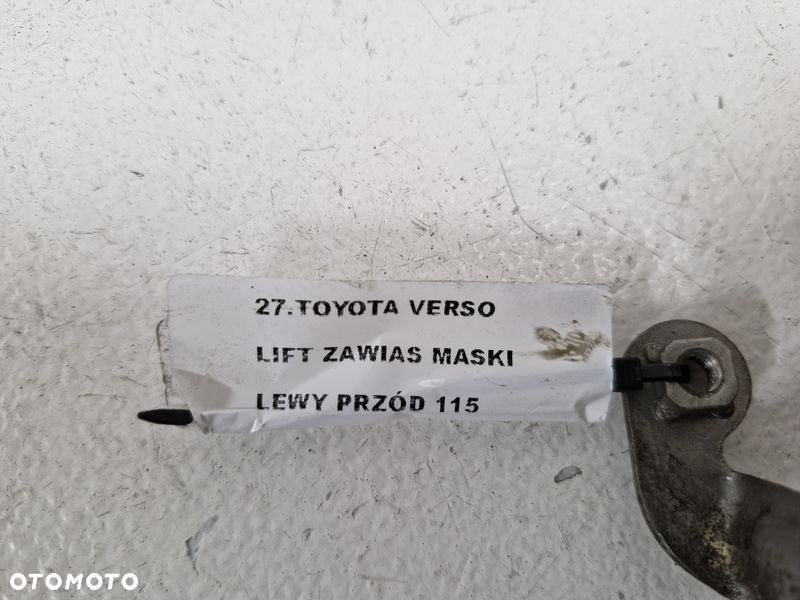 27.TOYOTA VERSO
LIFT ZAWIAS MASKI
LEWY PRZÓD 115
OTOMOTO